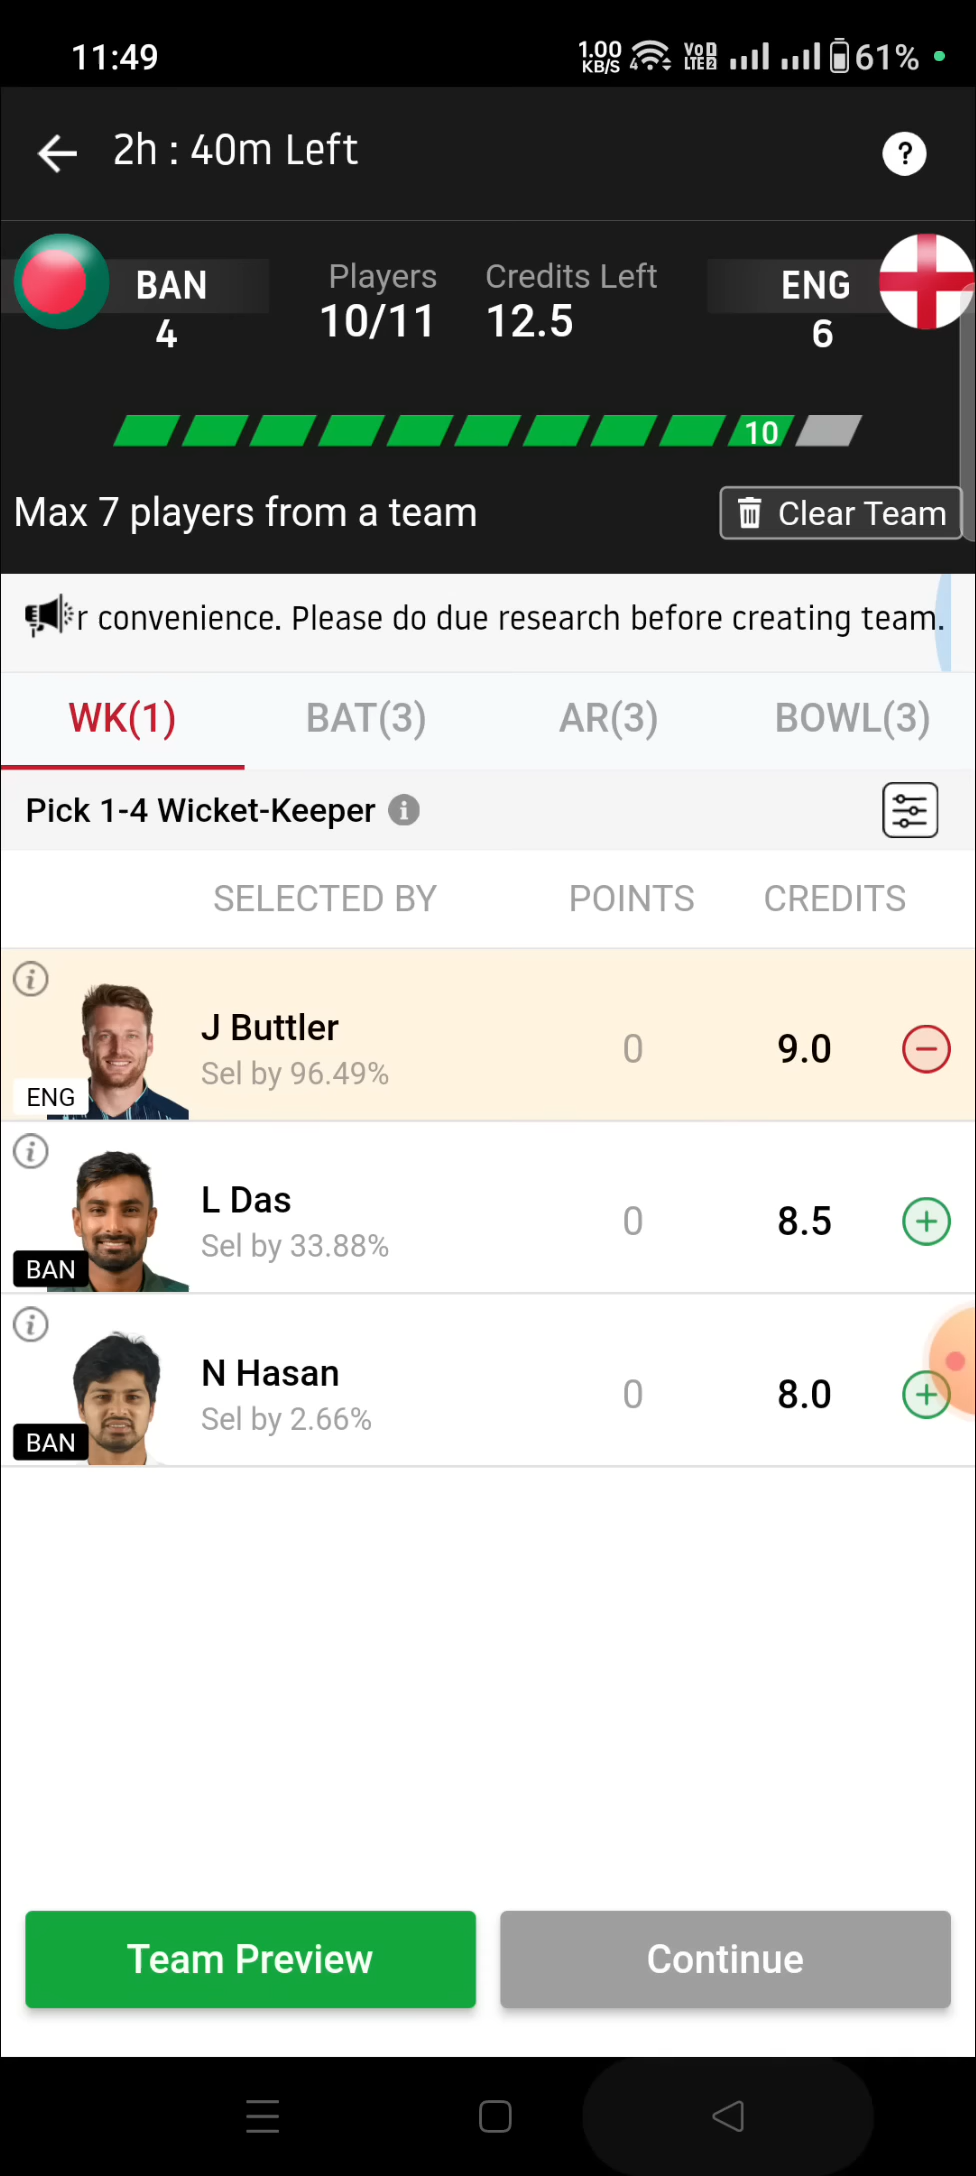 11:49
1.00 KB/S 4 VoD LTE 2 61%
2h : 40m Left ?
BAN Players Credits Left ENG
4 10/11 12.5 6
10
Max 7 players from a team Clear Team
r convenience. Please do due research before creating team.
WK(1) BAT(3) AR(3) BOWL(3)
Pick 1-4 Wicket-Keeper i
SELECTED BY POINTS CREDITS
i
J Buttler 0 9.0
Sel by 96.49%
ENG
i
L Das 0 8.5
Sel by 33.88%
BAN
i
N Hasan 0 8.0
Sel by 2.66%
BAN
Team Preview Continue